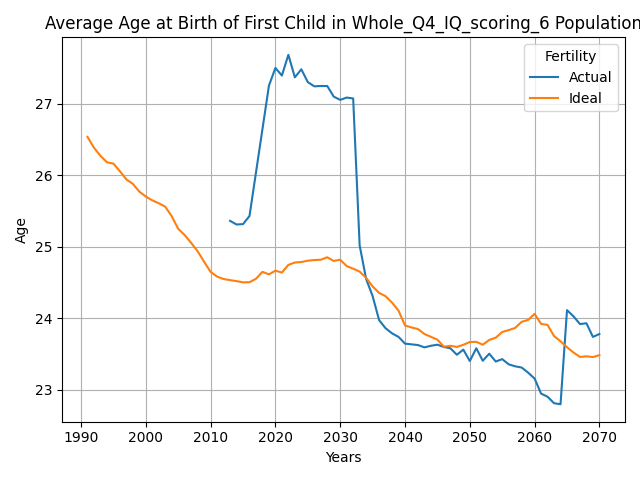 Average Age at Birth of First Child in Whole_Q4_IQ_scoring_6 Population
Fertility
Actual
Ideal
27
26
25
24
23
Age
1990 2000 2010 2020 2030 2040 2050 2060 2070
Years